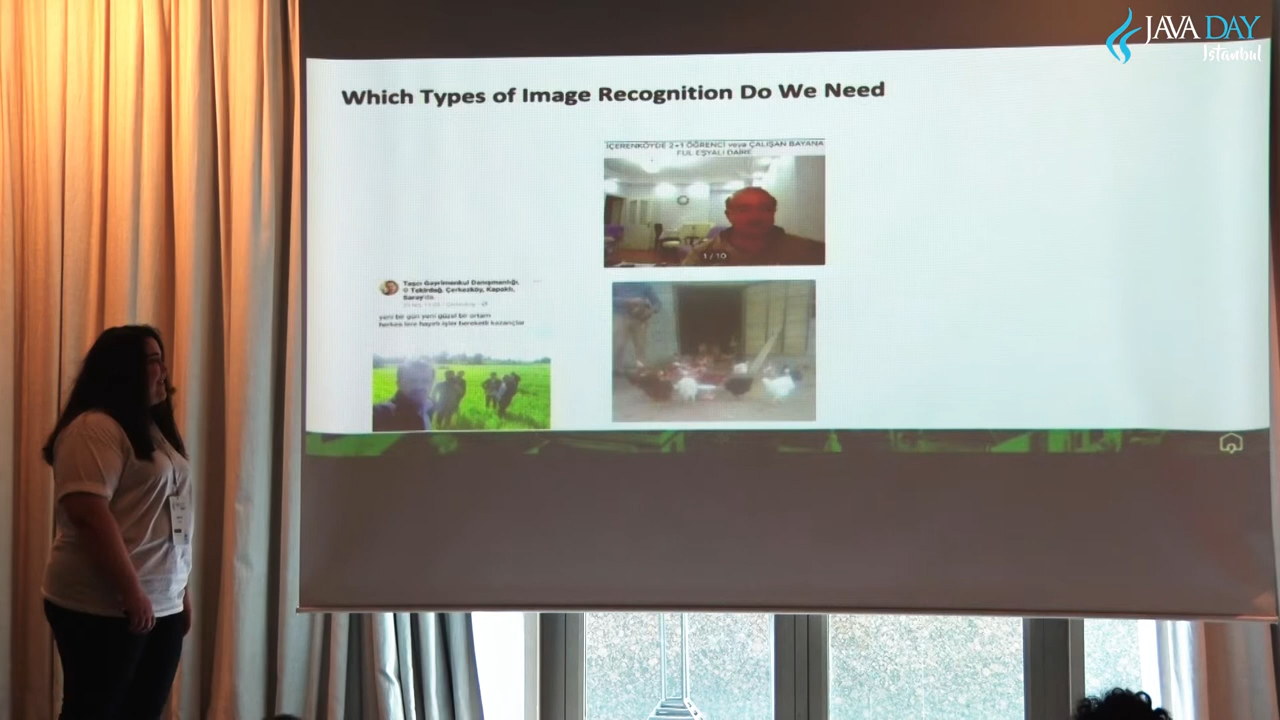 JAVA DAY
Istanbul
Which Types of Image Recognition Do We Need
İÇERENKÖYDE 2+1 ÖĞRENCİ veya ÇALIŞAN BAYANA
FUL EŞYALI DAİRE
1 / 10
Taşcı Gayrimenkul Danışmanlığı,
Tekirdağ, Çerkezköy, Kapaklı,
Saray'da.
yeni bir gün yeni güzel bir ortam
herkes lere hayırlı işler bereketli kazançlar